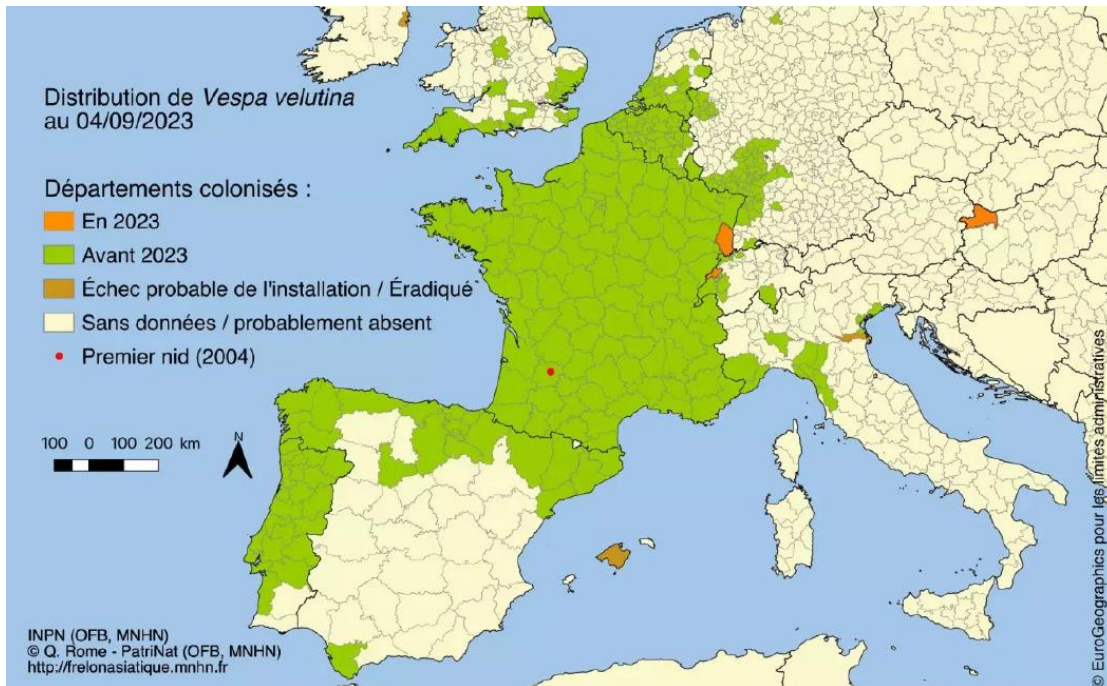 Distribution de Vespa velutina
au 04/09/2023
Départements colonisés :
En 2023
Avant 2023
Échec probable de l'installation / Éradiqué
Sans données / probablement absent
Premier nid (2004)
100 0 100 200 km
N
INPN (OFB, MNHN)
© Q. Rome - PatriNat (OFB, MNHN)
http://frelonasiatique.mnhn.fr
© EuroGeographics pour les limites administratives